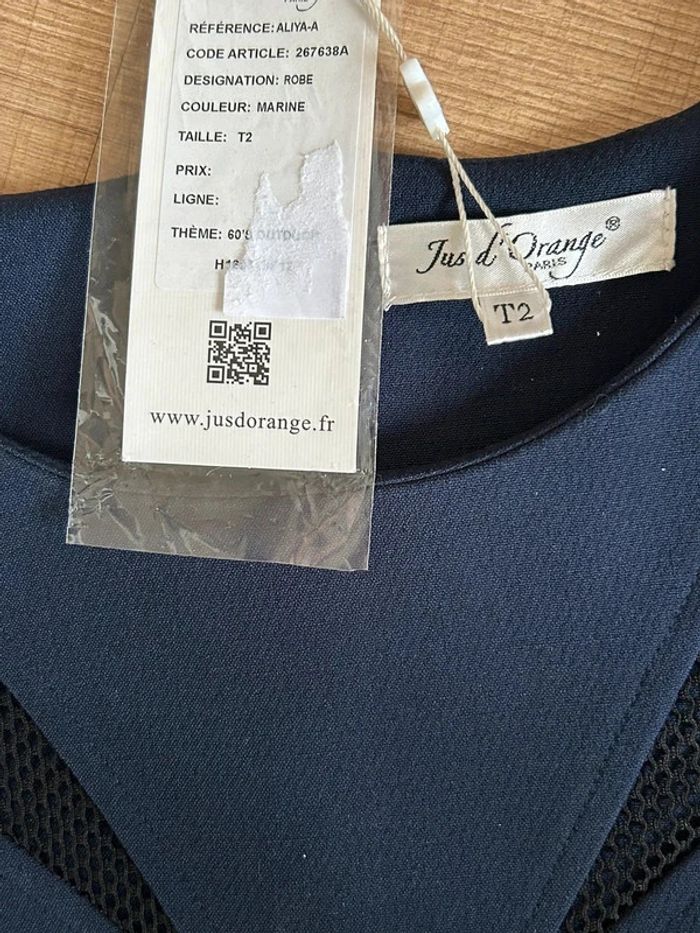 RÉFÉRENCE: ALIYA-A
CODE ARTICLE: 267638A
DESIGNATION: ROBE
COULEUR: MARINE
TAILLE: T2
PRIX:
LIGNE:
THÈME: 60'S OUTDOOR
www.jusdorange.fr
Jus d'Orange®
PARIS
T2